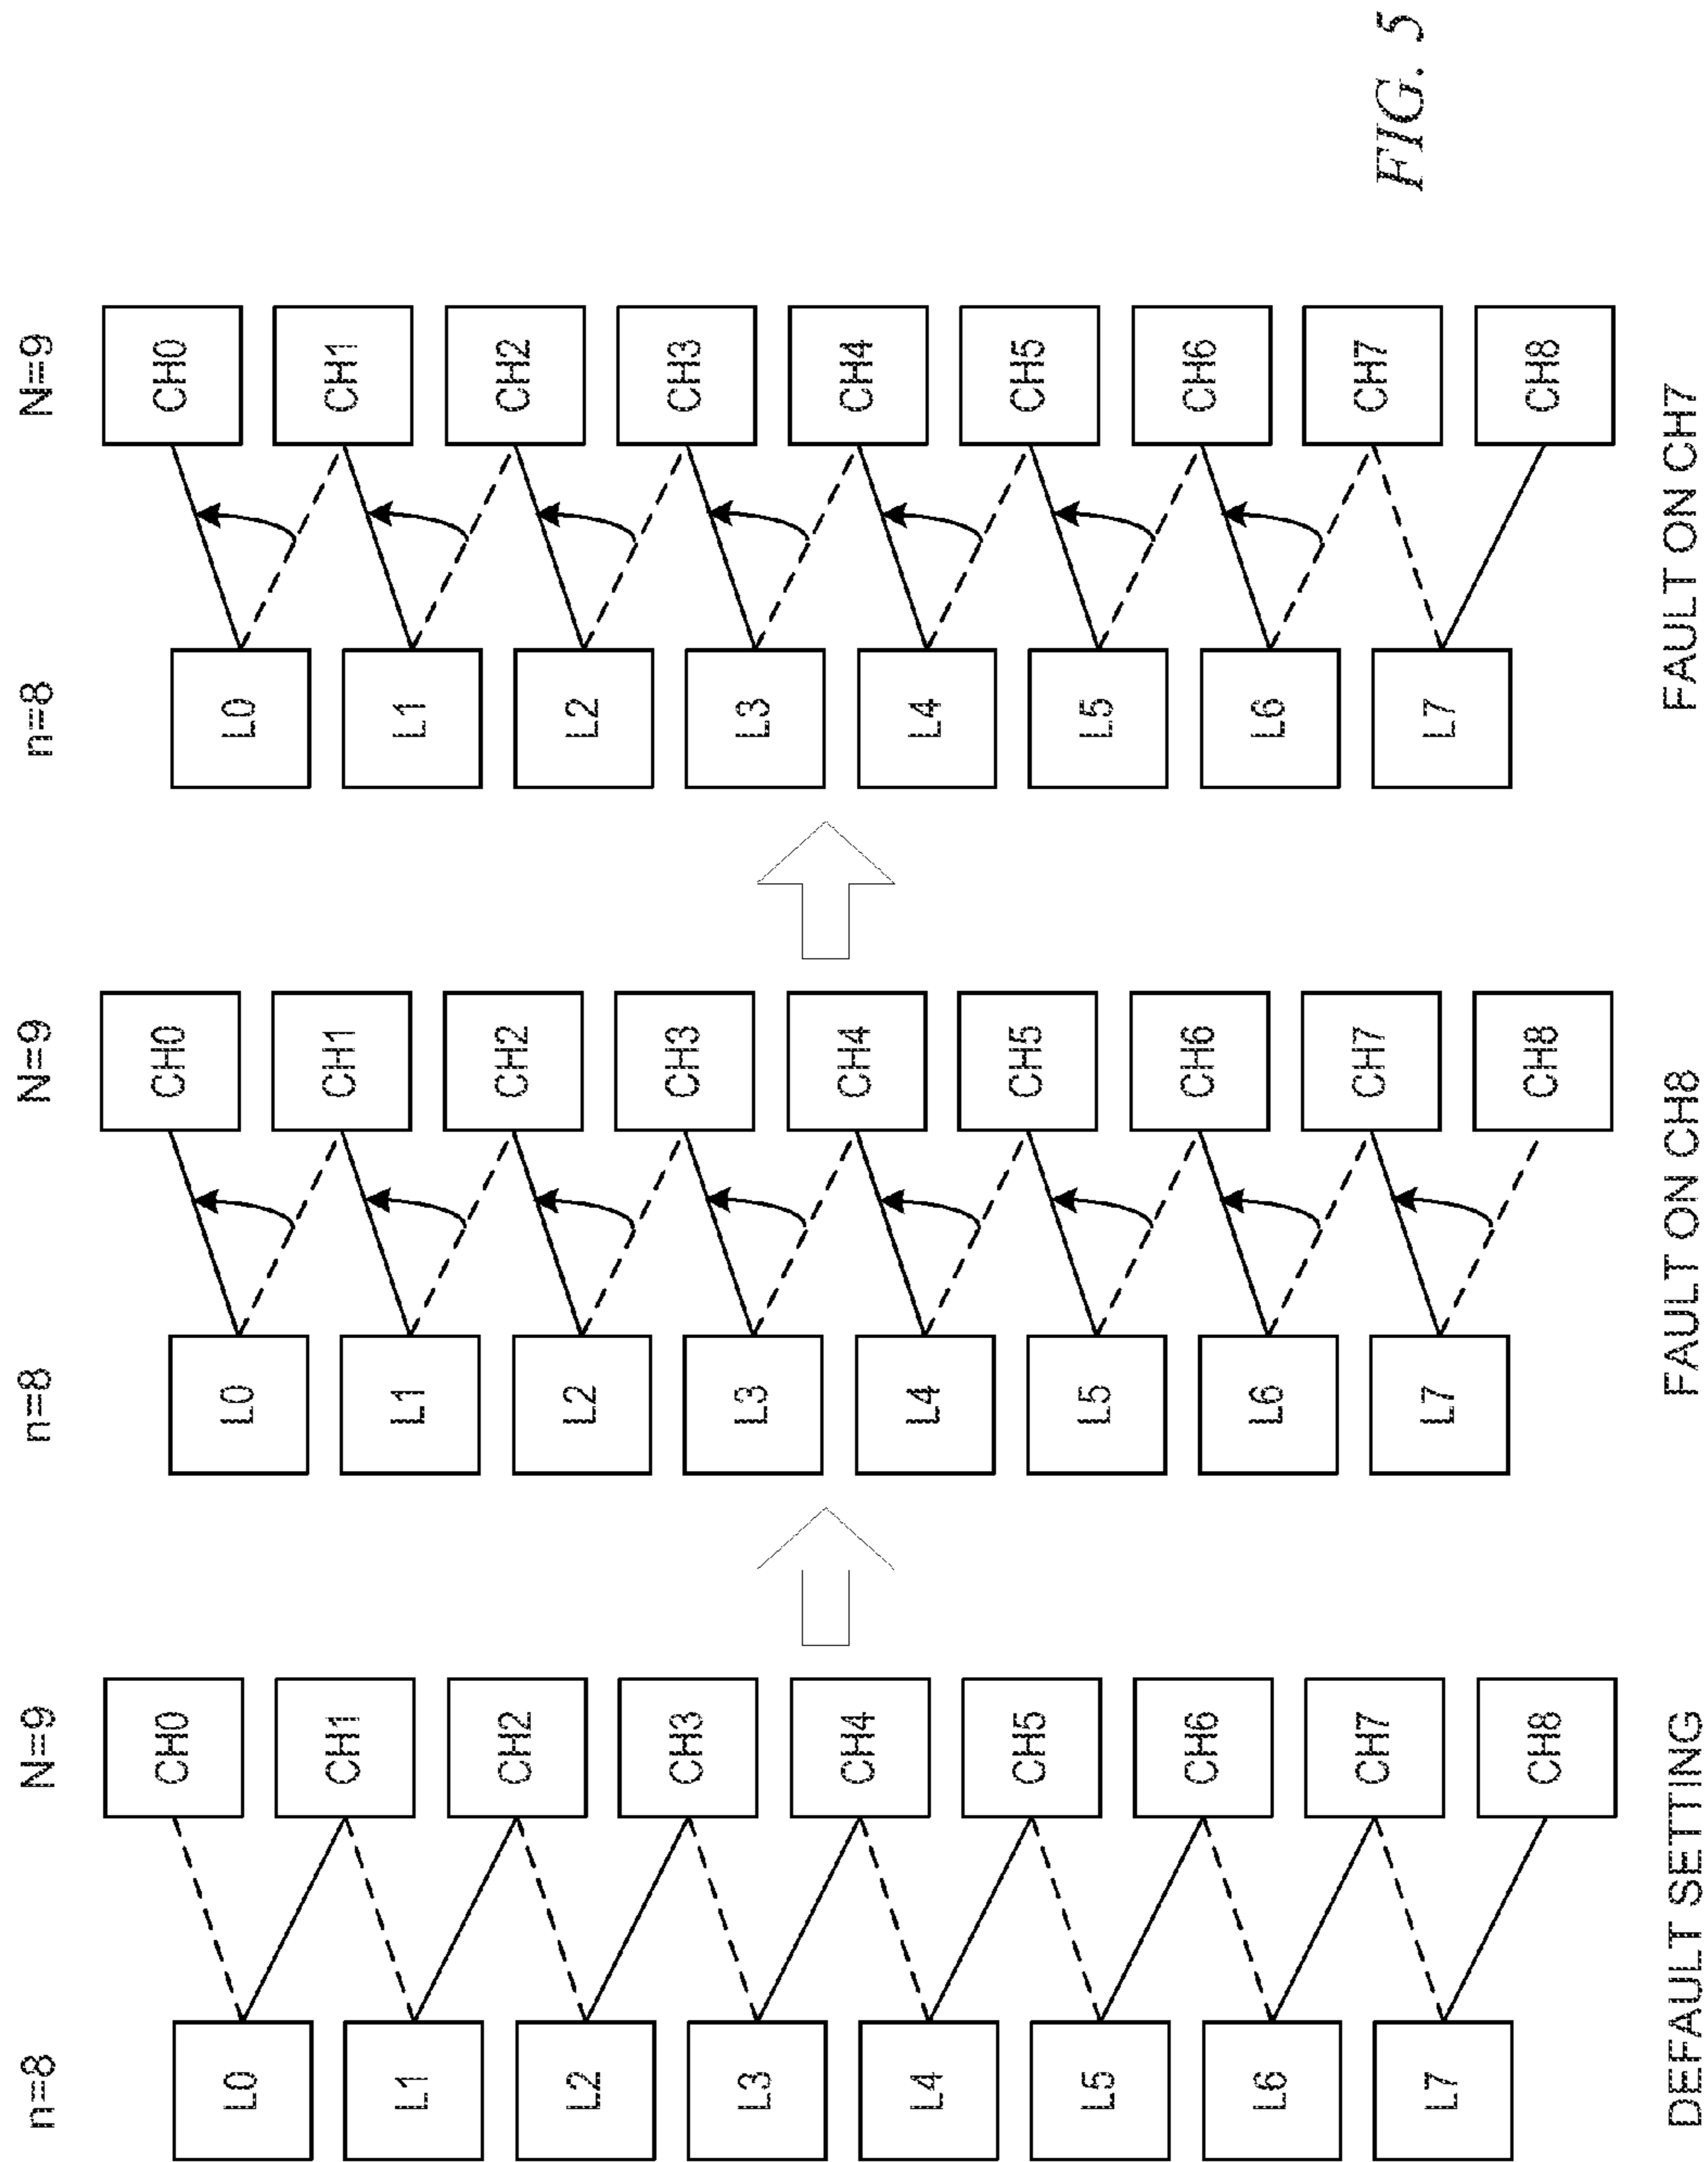 n=8
N=9
L0
CH0
L1
CH1
L2
CH2
L3
CH3
L4
CH4
L5
CH5
L6
CH6
L7
CH7
CH8
DEFAULT SETTING
n=8
N=9
L0
CH0
L1
CH1
L2
CH2
L3
CH3
L4
CH4
L5
CH5
L6
CH6
L7
CH7
CH8
FAULT ON CH8
n=8
N=9
L0
CH0
L1
CH1
L2
CH2
L3
CH3
L4
CH4
L5
CH5
L6
CH6
L7
CH7
CH8
FAULT ON CH7
FIG. 5